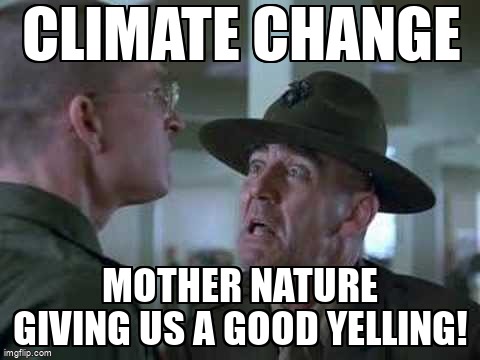 CLIMATE CHANGE
MOTHER NATURE
GIVING US A GOOD YELLING!
imgflip.com